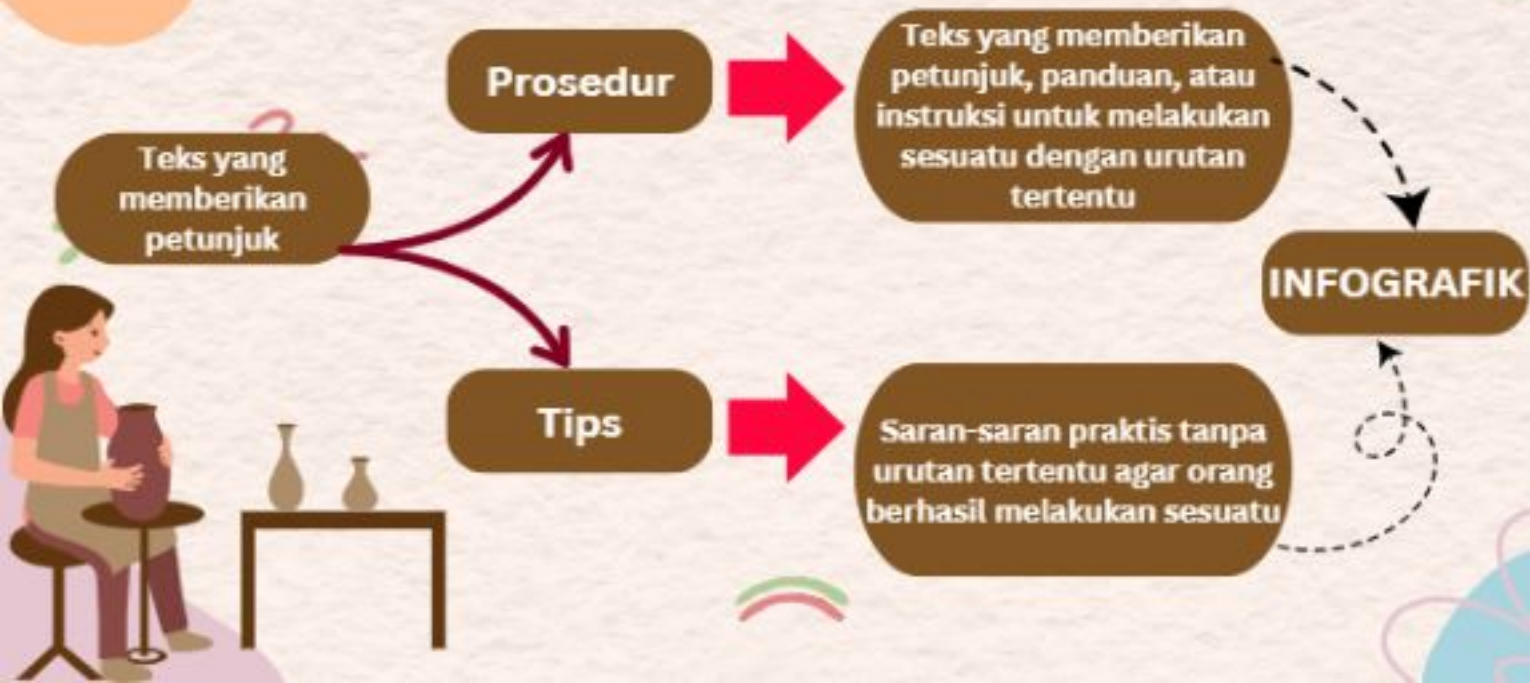 Teks yang
memberikan
petunjuk
Prosedur
Teks yang memberikan
petunjuk, panduan, atau
instruksi untuk melakukan
sesuatu dengan urutan
tertentu
Tips
Saran-saran praktis tanpa
urutan tertentu agar orang
berhasil melakukan sesuatu
INFOGRAFIK